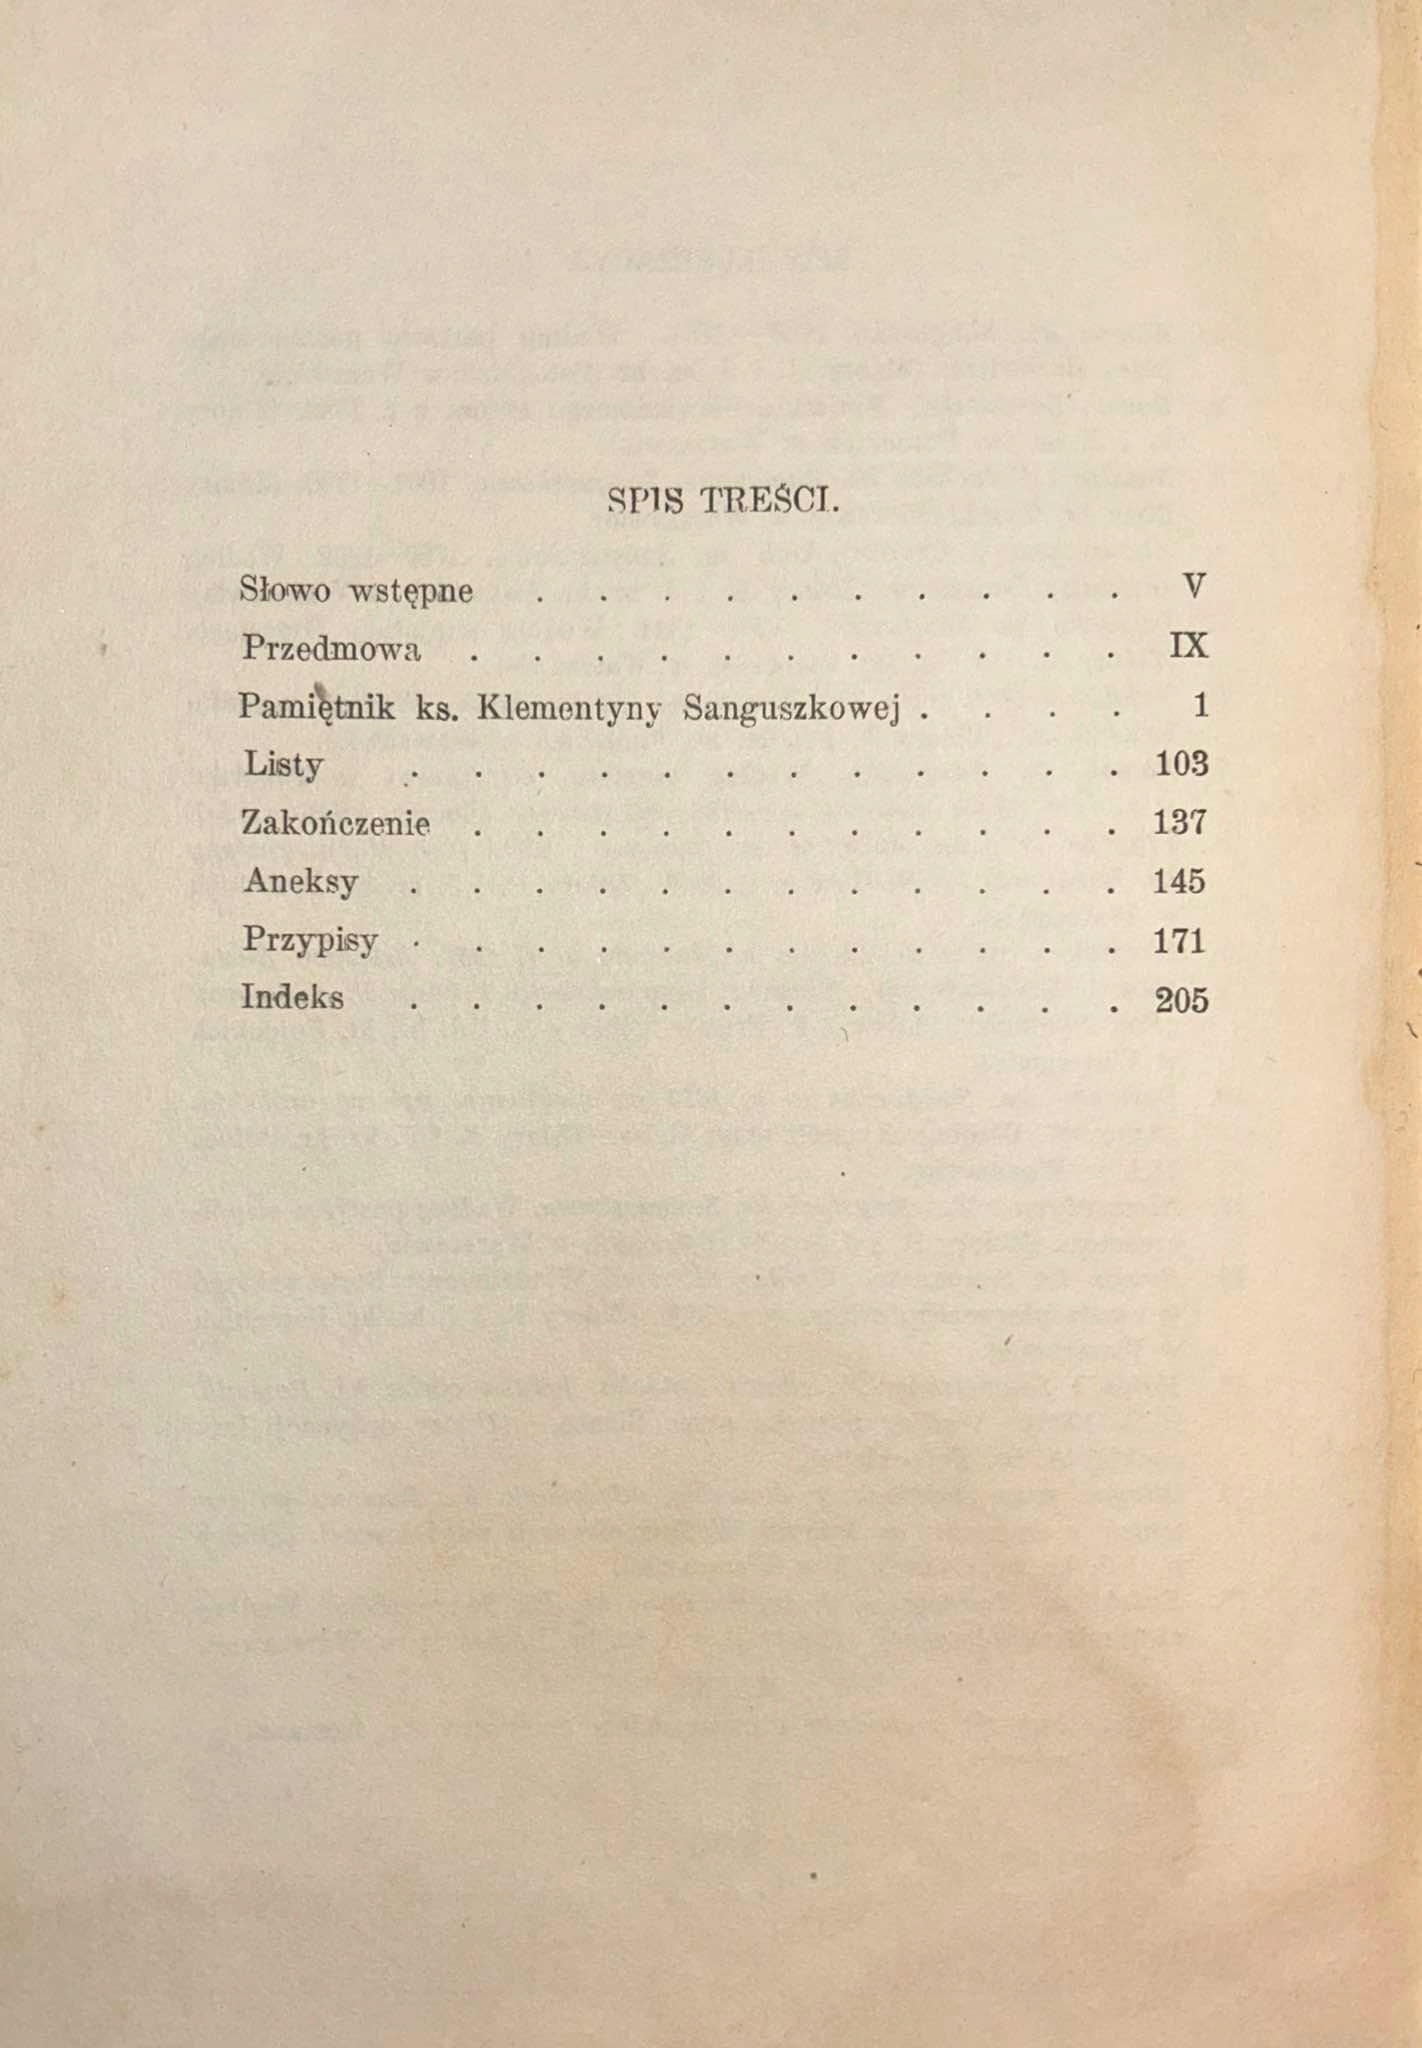 SPIS TREŚCI.
Słowo wstępne . . . . . . . . . . V
Przedmowa . . . . . . . . . . . IX
Pamiętnik ks. Klementyny Sanguszkowej . . . . 1
Listy . . . . . . . . . . . . 103
Zakończenie . . . . . . . . . . . 137
Aneksy . . . . . . . . . . . . 145
Przypisy . . . . . . . . . . . . 171
Indeks . . . . . . . . . . . . 205